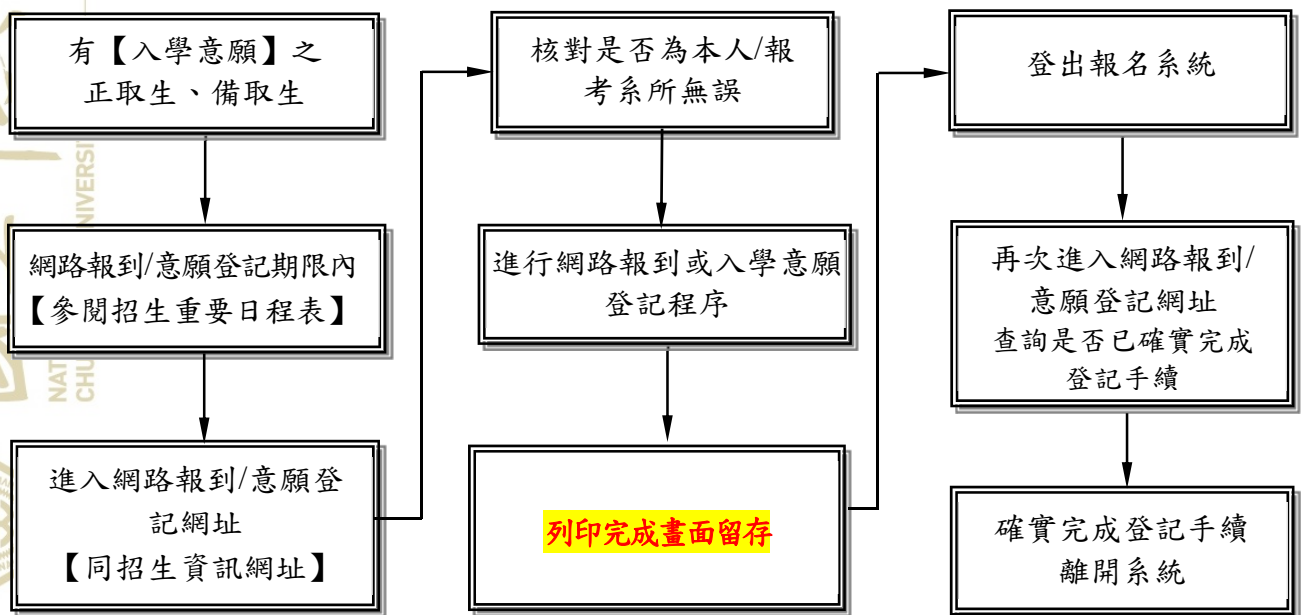 有【入學意願】之
正取生、備取生
網路報到/意願登記期限內
【參閱招生重要日程表】
進入網路報到/意願登
記網址
【同招生資訊網址】
核對是否為本人/報
考系所無誤
進行網路報到或入學意願
登記程序
列印完成畫面留存
登出報名系統
再次進入網路報到/
意願登記網址
查詢是否已確實完成
登記手續
確實完成登記手續
離開系統